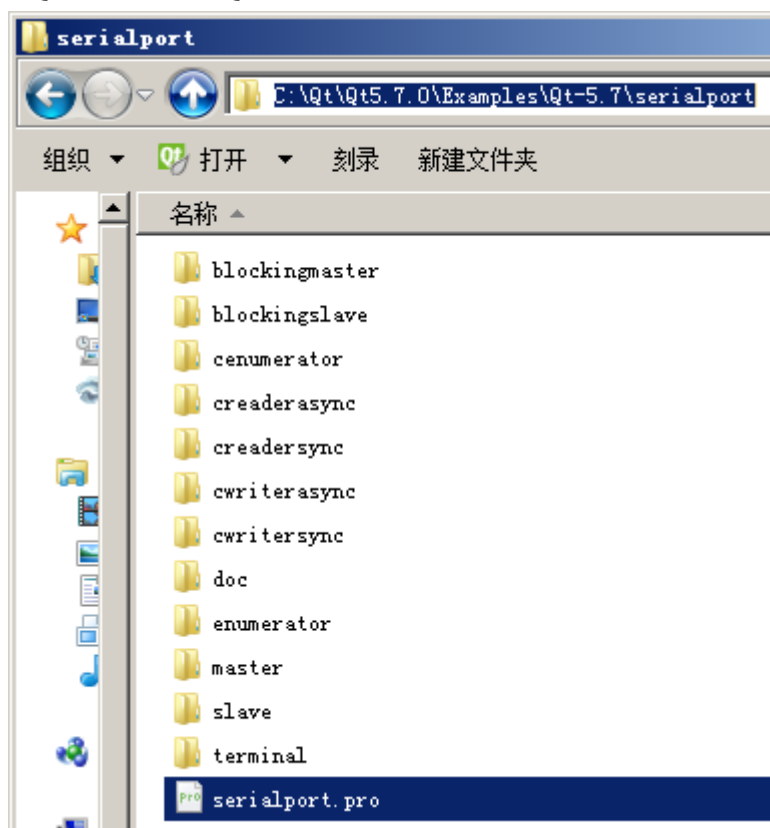 serialport
C:\Qt\Qt5.7.0\Examples\Qt-5.7\serialport
组织 打开 刻录 新建文件夹
名称
blockingmaster
blockingslave
cenumerator
creaderasync
creadersync
cwriterasync
cwritersync
doc
enumerator
master
slave
terminal
serialport.pro